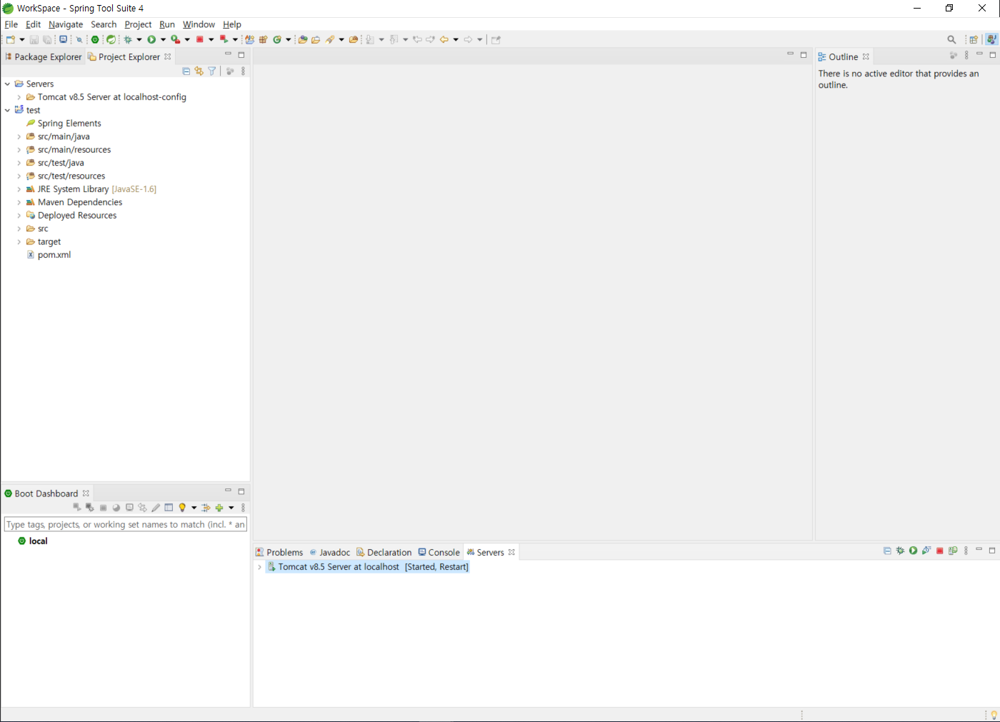 WorkSpace - Spring Tool Suite 4
File Edit Navigate Search Project Run Window Help
Package Explorer Project Explorer
Servers
Tomcat v8.5 Server at localhost-config
test
Spring Elements
src/main/java
src/main/resources
src/test/java
src/test/resources
JRE System Library [JavaSE-1.6]
Maven Dependencies
Deployed Resources
src
target
pom.xml
Outline
There is no active editor that provides an
outline.
Boot Dashboard
Type tags, projects, or working set names to match (incl. * an
local
Problems Javadoc Declaration Console Servers
Tomcat v8.5 Server at localhost [Started, Restart]